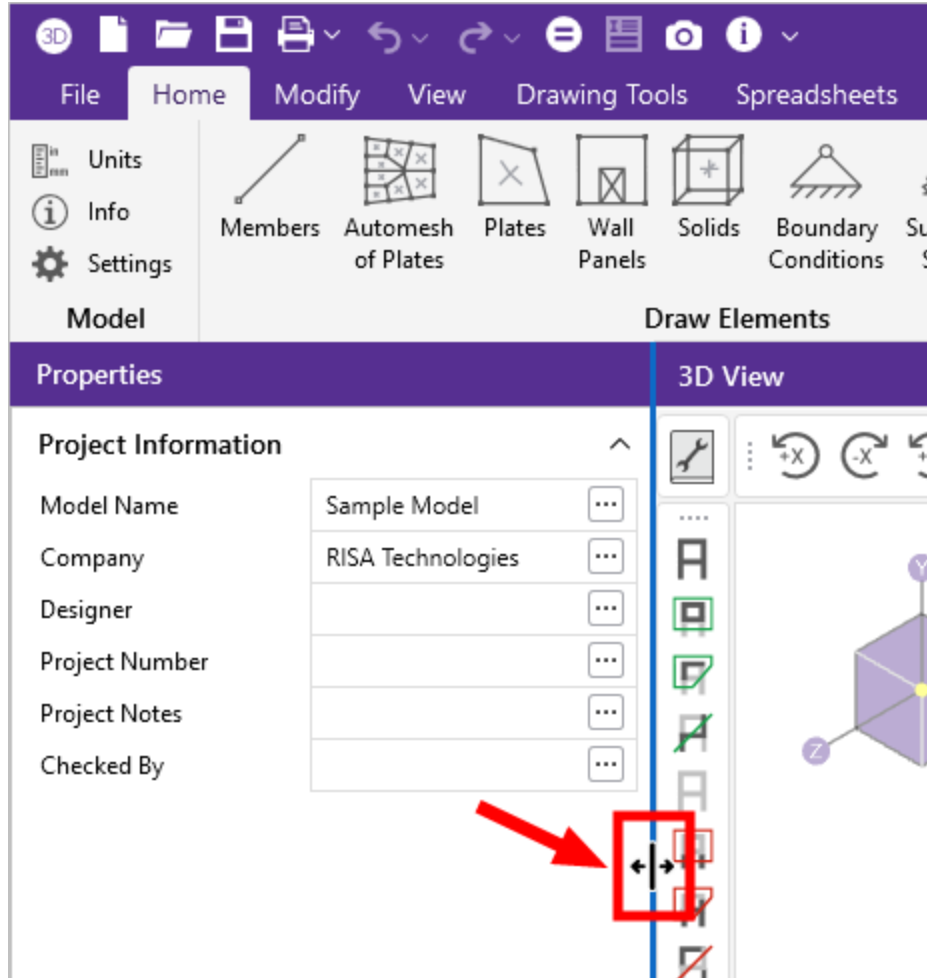 3D
File Home Modify View Drawing Tools Spreadsheets
in
mm
Units
Info
Settings
Members
Automesh
of Plates
Plates
Wall
Panels
Solids
Boundary
Conditions
Model
Draw Elements
Properties
3D View
Project Information
+X
-X
Model Name Sample Model
Company RISA Technologies
Designer
Project Number
Project Notes
Checked By
Y
Z